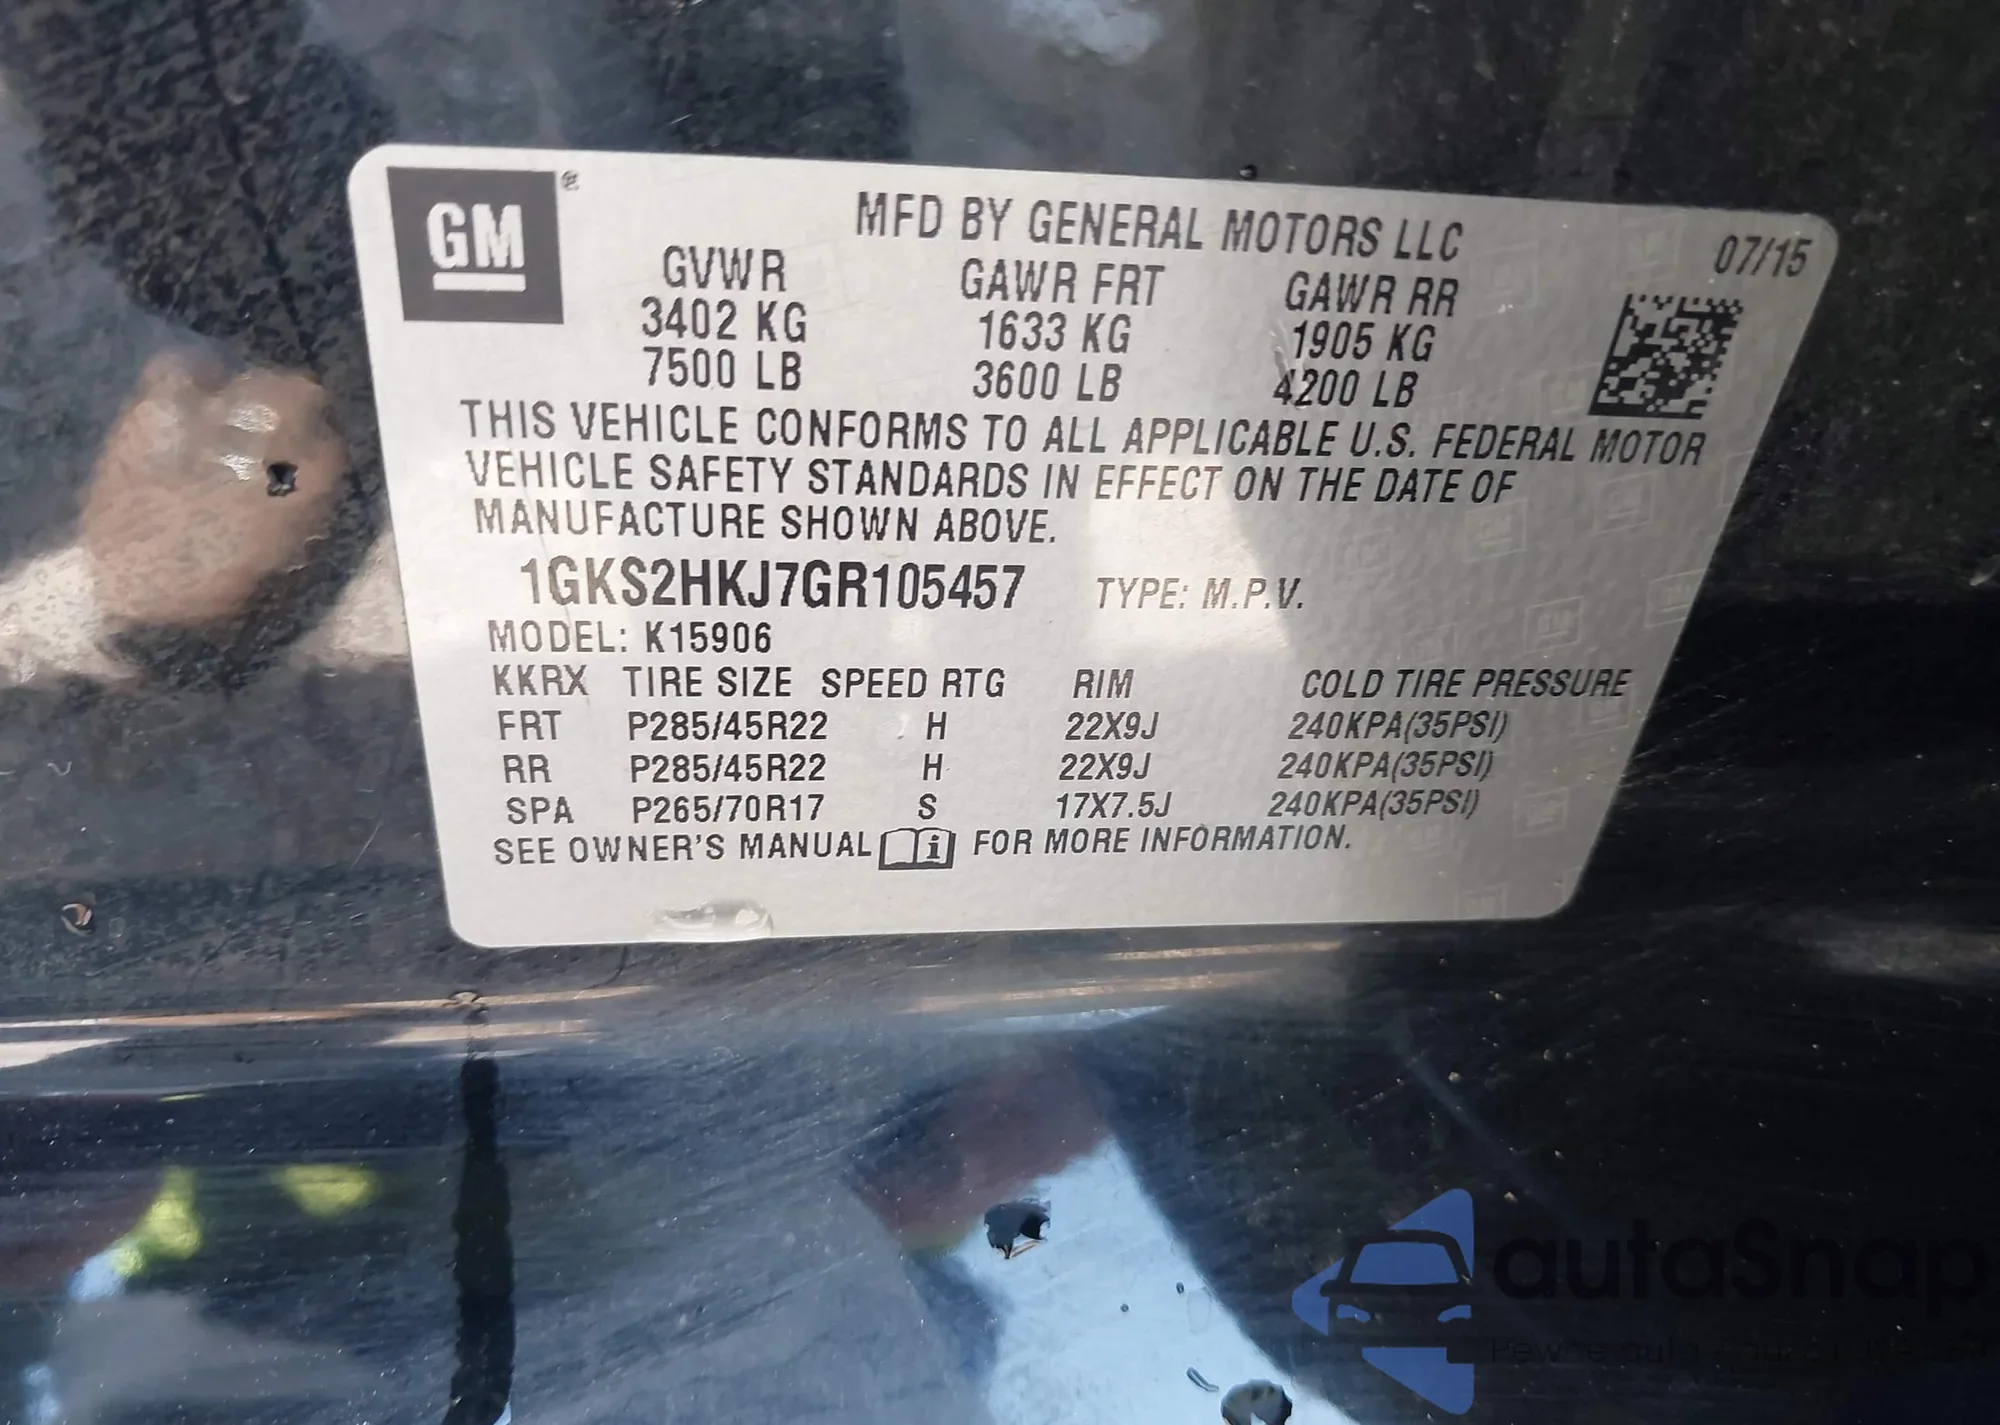 GM®
MFD BY GENERAL MOTORS LLC
07/15
GVWR GAWR FRT GAWR RR
3402 KG 1633 KG 1905 KG
7500 LB 3600 LB 4200 LB
THIS VEHICLE CONFORMS TO ALL APPLICABLE U.S. FEDERAL MOTOR
VEHICLE SAFETY STANDARDS IN EFFECT ON THE DATE OF
MANUFACTURE SHOWN ABOVE.
1GKS2HKJ7GR105457 TYPE: M.P.V.
MODEL: K15906
KKRX TIRE SIZE SPEED RTG RIM COLD TIRE PRESSURE
FRT P285/45R22 H 22X9J 240KPA(35PSI)
RR P285/45R22 H 22X9J 240KPA(35PSI)
SPA P265/70R17 S 17X7.5J 240KPA(35PSI)
SEE OWNER'S MANUAL i FOR MORE INFORMATION.
autaSnap